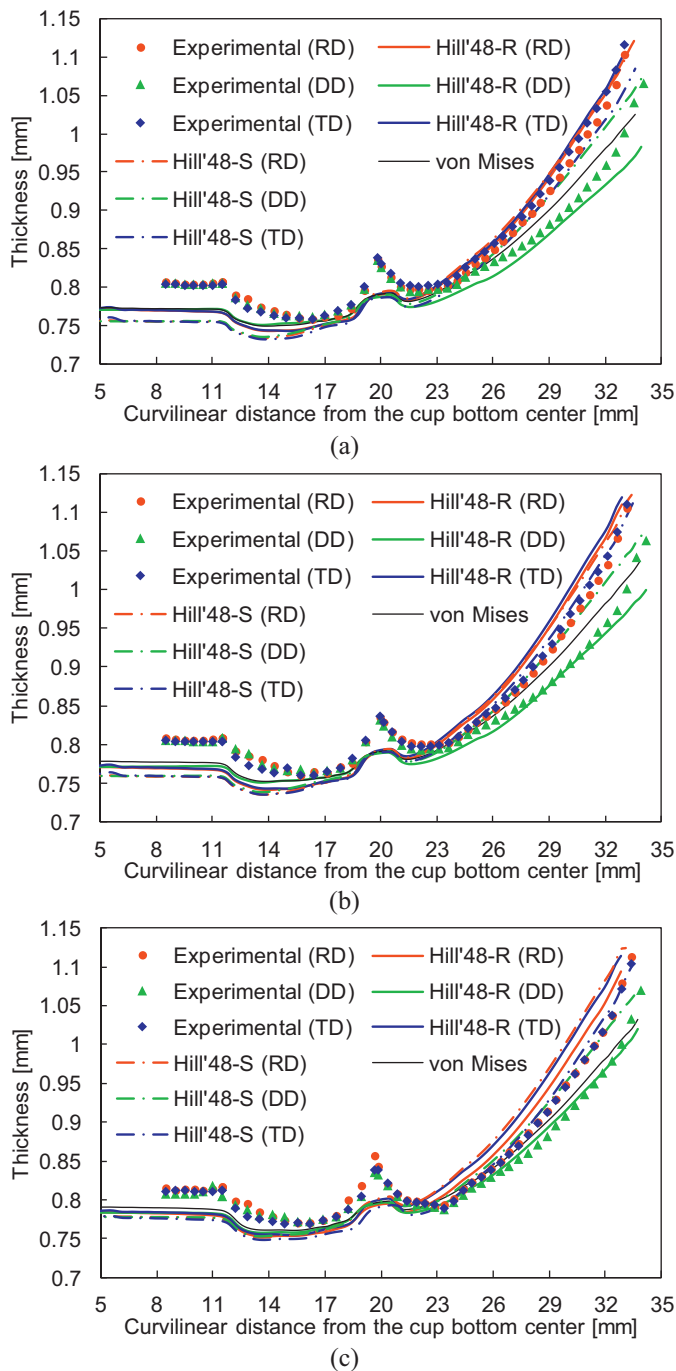 1.15
Experimental (RD) Hill'48-R (RD)
1.1
Experimental (DD) Hill'48-R (DD)
1.05
Experimental (TD) Hill'48-R (TD)
1
Hill'48-S (RD) von Mises
0.95
Hill'48-S (DD)
0.9
Hill'48-S (TD)
0.85
0.8
0.75
0.7
Thickness [mm]
5 8 11 14 17 20 23 26 29 32 35
Curvilinear distance from the cup bottom center [mm]
(a)
1.15
Experimental (RD) Hill'48-R (RD)
1.1
Experimental (DD) Hill'48-R (DD)
1.05
Experimental (TD) Hill'48-R (TD)
1
Hill'48-S (RD) von Mises
0.95
Hill'48-S (DD)
0.9
Hill'48-S (TD)
0.85
0.8
0.75
0.7
Thickness [mm]
5 8 11 14 17 20 23 26 29 32 35
Curvilinear distance from the cup bottom center [mm]
(b)
1.15
Experimental (RD) Hill'48-R (RD)
1.1
Experimental (DD) Hill'48-R (DD)
1.05
Experimental (TD) Hill'48-R (TD)
1
Hill'48-S (RD) von Mises
0.95
Hill'48-S (DD)
0.9
Hill'48-S (TD)
0.85
0.8
0.75
0.7
Thickness [mm]
5 8 11 14 17 20 23 26 29 32 35
Curvilinear distance from the cup bottom center [mm]
(c)